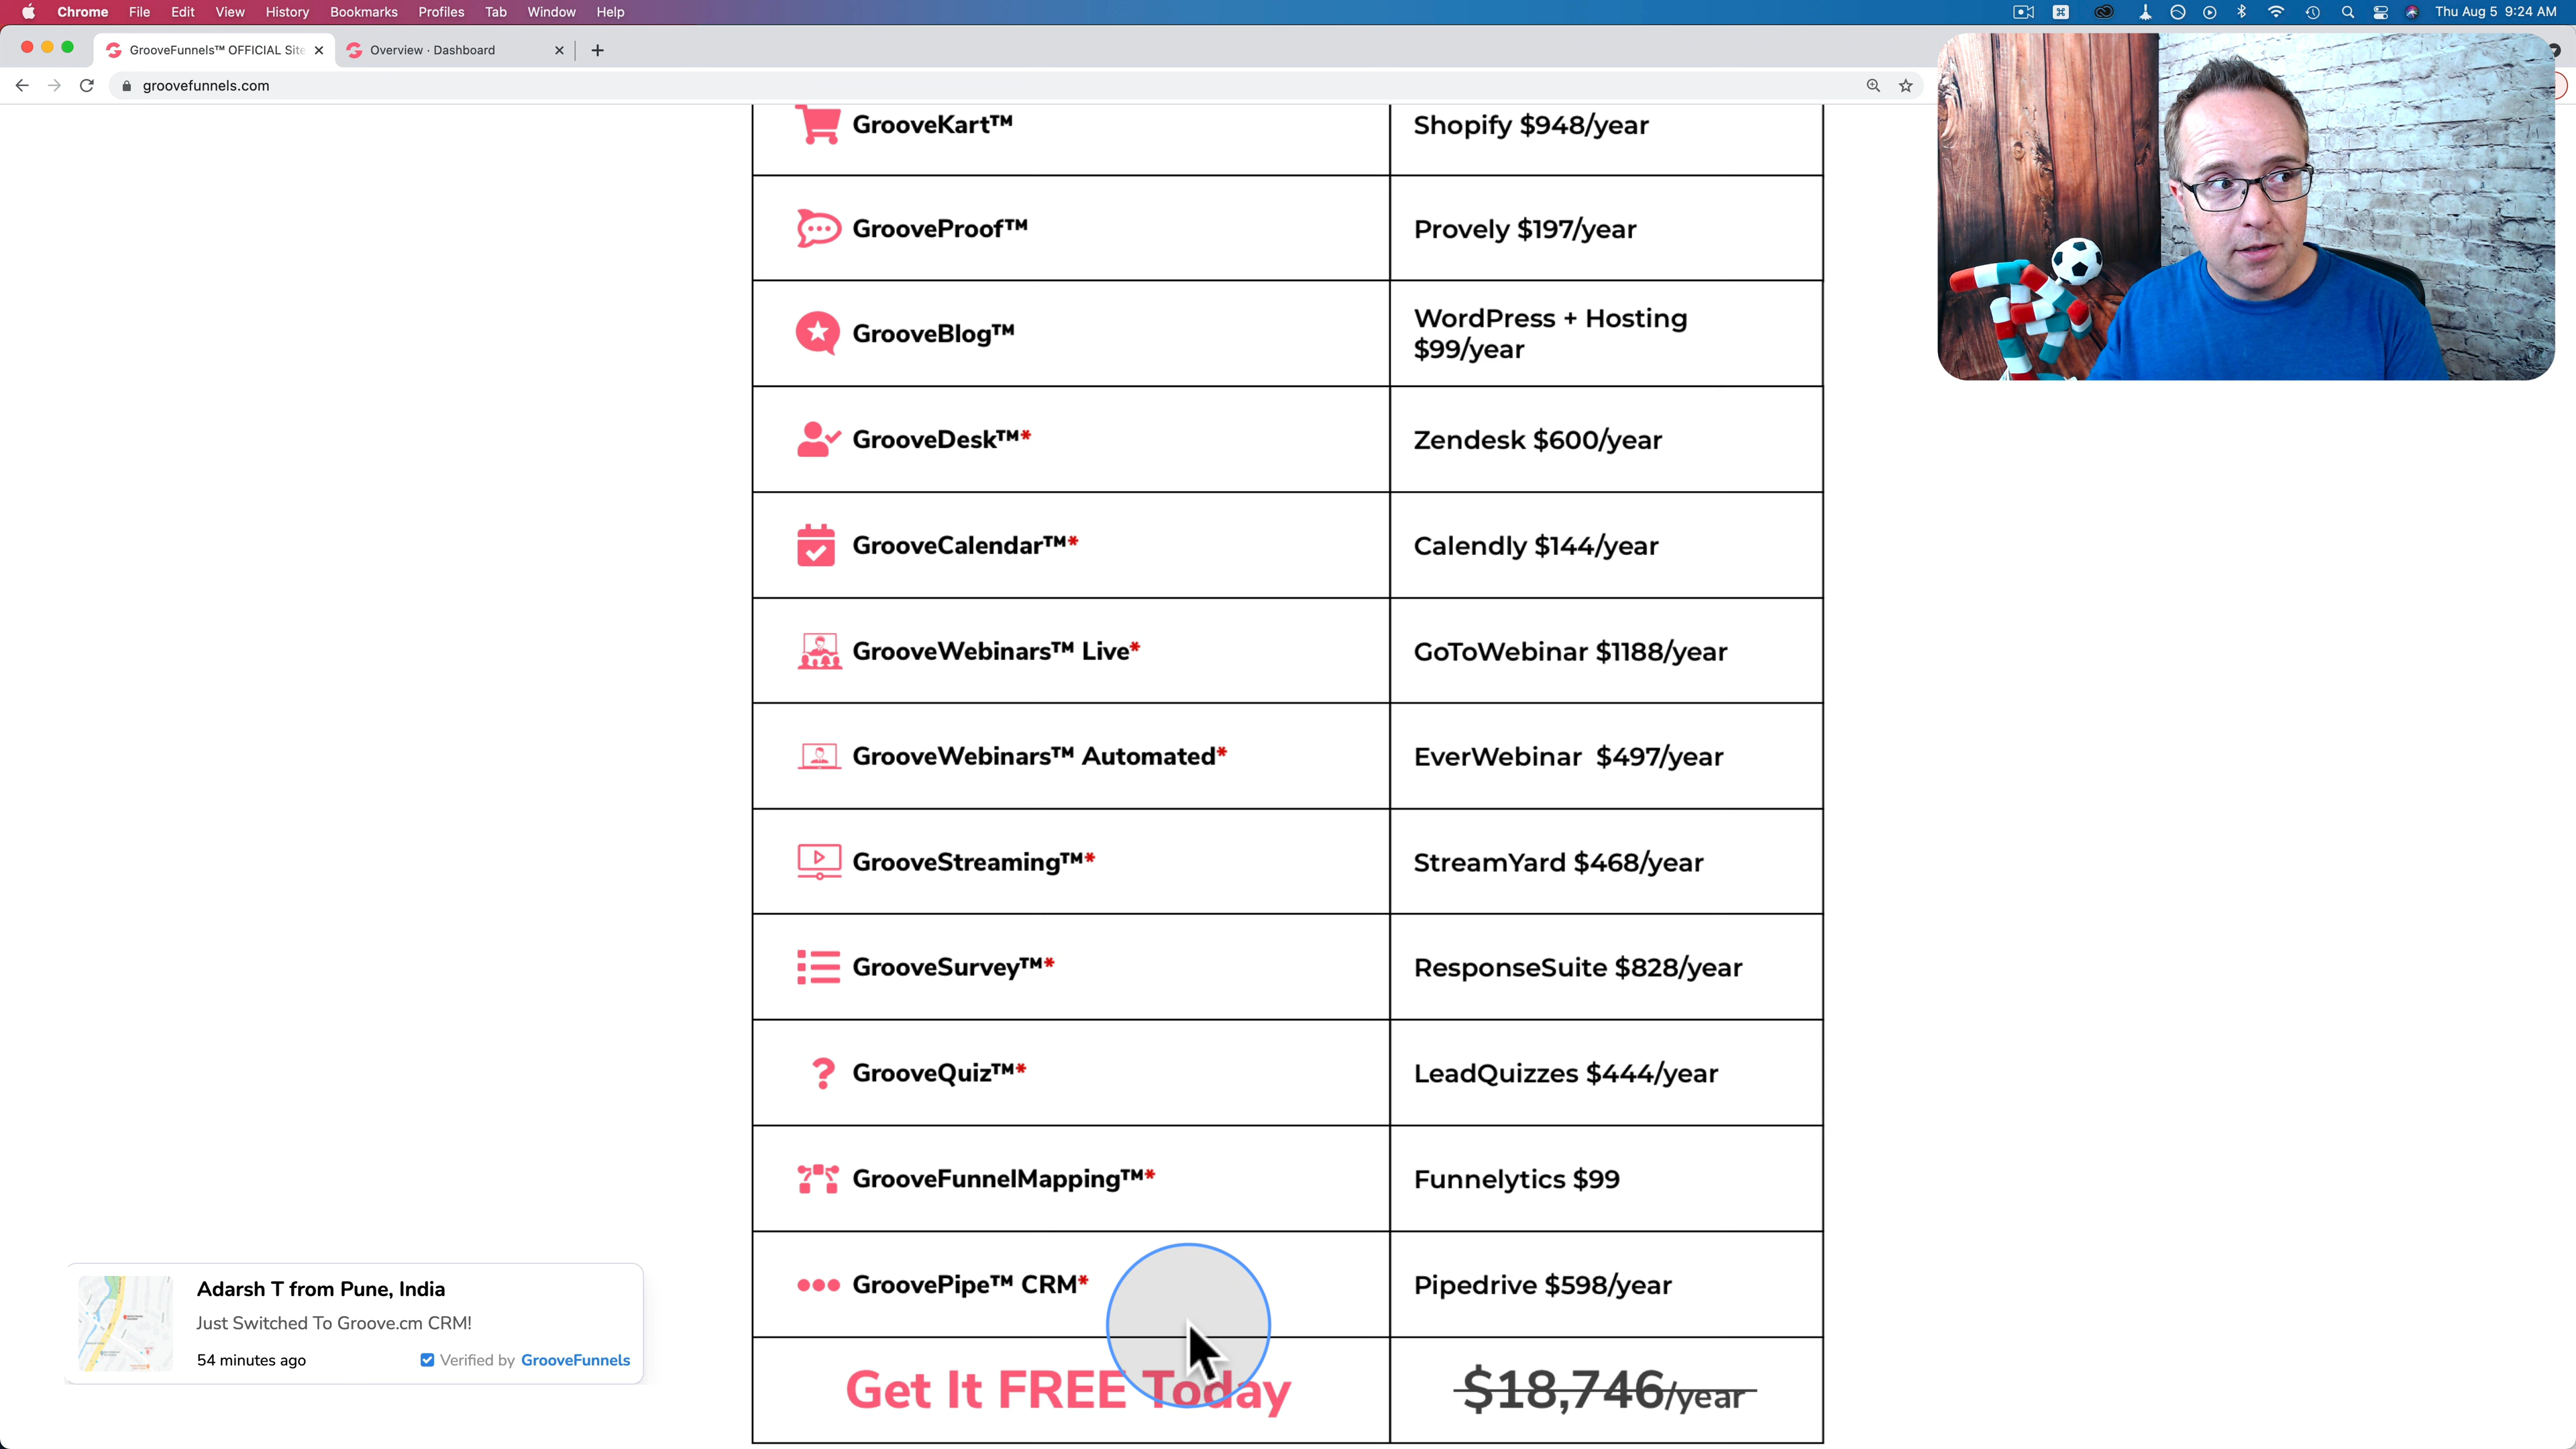 Chrome File Edit View History Bookmarks Profiles Tab Window Help Thu Aug 5 9:24 AM
GrooveFunnels™ OFFICIAL Site Overview · Dashboard
groovefunnels.com
GrooveKart™ Shopify $948/year
GrooveProof™ Provely $197/year
GrooveBlog™ WordPress + Hosting
$99/year
GrooveDesk™* Zendesk $600/year
GrooveCalendar™* Calendly $144/year
GrooveWebinars™ Live* GoToWebinar $1188/year
GrooveWebinars™ Automated* EverWebinar $497/year
GrooveStreaming™* StreamYard $468/year
GrooveSurvey™* ResponseSuite $828/year
GrooveQuiz™* LeadQuizzes $444/year
GrooveFunnelMapping™* Funnelytics $99
GroovePipe™ CRM* Pipedrive $598/year
Get It FREE Today $18,746/year
Adarsh T from Pune, India
Just Switched To Groove.cm CRM!
54 minutes ago Verified by GrooveFunnels